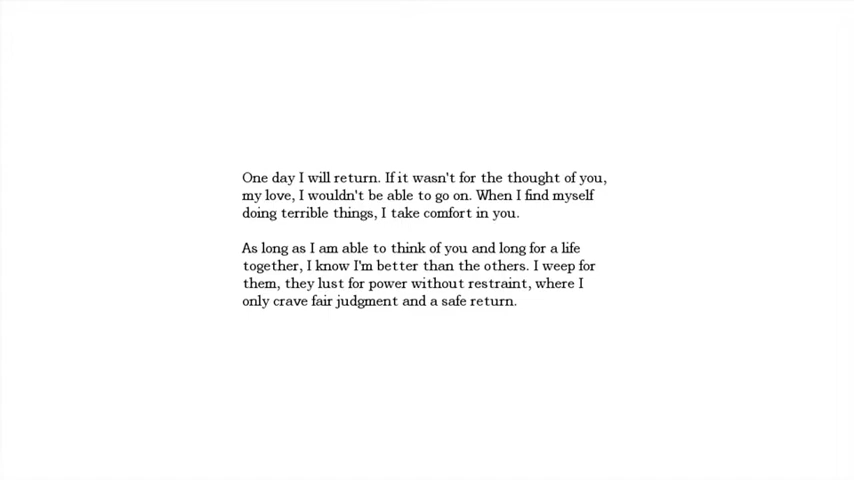 One day I will return. If it wasn't for the thought of you,
my love, I wouldn't be able to go on. When I find myself
doing terrible things, I take comfort in you.
As long as I am able to think of you and long for a life
together, I know I'm better than the others. I weep for
them, they lust for power without restraint, where I
only crave fair judgment and a safe return.